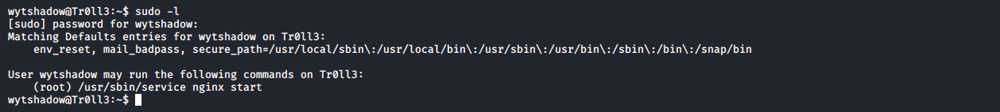 wytshadow@Tr0ll3:~$ sudo -l
[sudo] password for wytshadow:
Matching Defaults entries for wytshadow on Tr0ll3:
    env_reset, mail_badpass, secure_path=/usr/local/sbin\:/usr/local/bin\:/usr/sbin\:/usr/bin\:/sbin\:/bin\:/snap/bin

User wytshadow may run the following commands on Tr0ll3:
    (root) /usr/sbin/service nginx start
wytshadow@Tr0ll3:~$